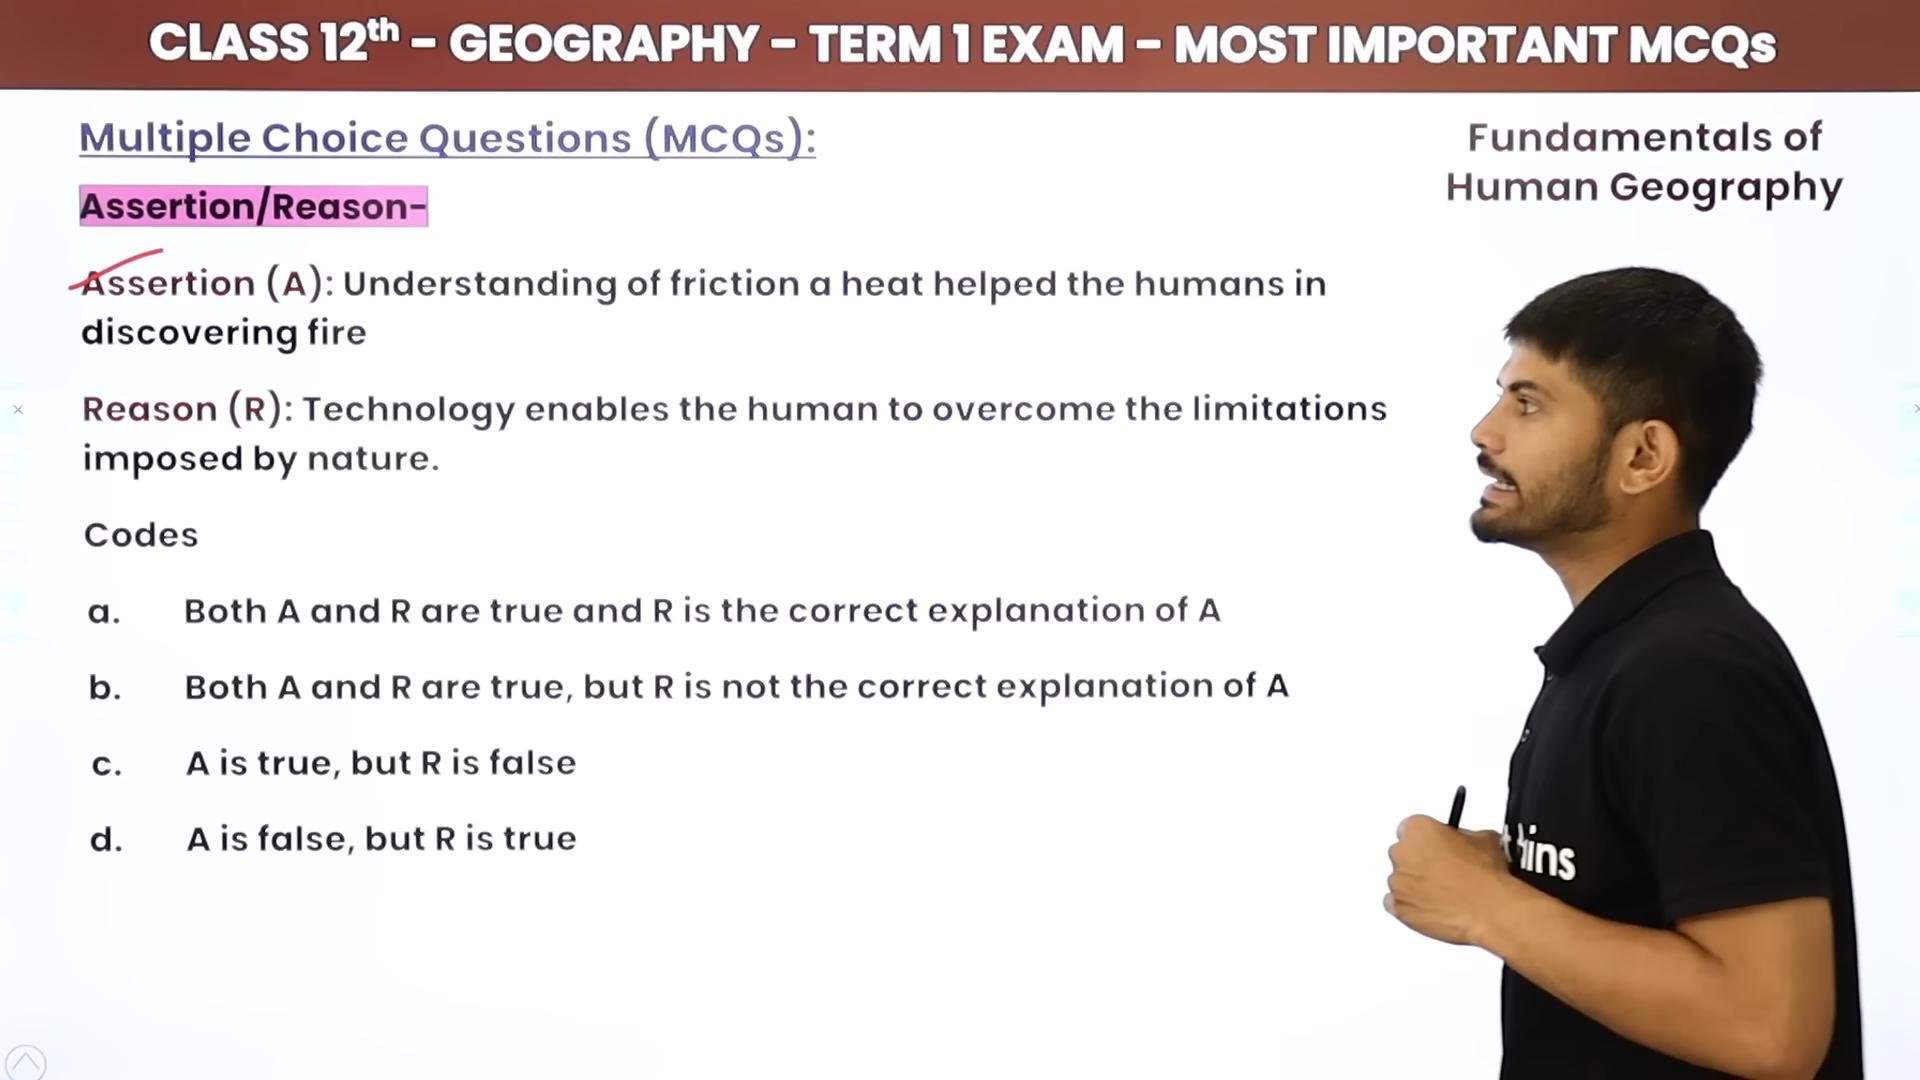 CLASS 12th – GEOGRAPHY – TERM 1 EXAM – MOST IMPORTANT MCQs
Multiple Choice Questions (MCQs):
Fundamentals of
Human Geography
Assertion/Reason-
Assertion (A): Understanding of friction a heat helped the humans in
discovering fire
Reason (R): Technology enables the human to overcome the limitations
imposed by nature.
Codes
a. Both A and R are true and R is the correct explanation of A
b. Both A and R are true, but R is not the correct explanation of A
c. A is true, but R is false
d. A is false, but R is true